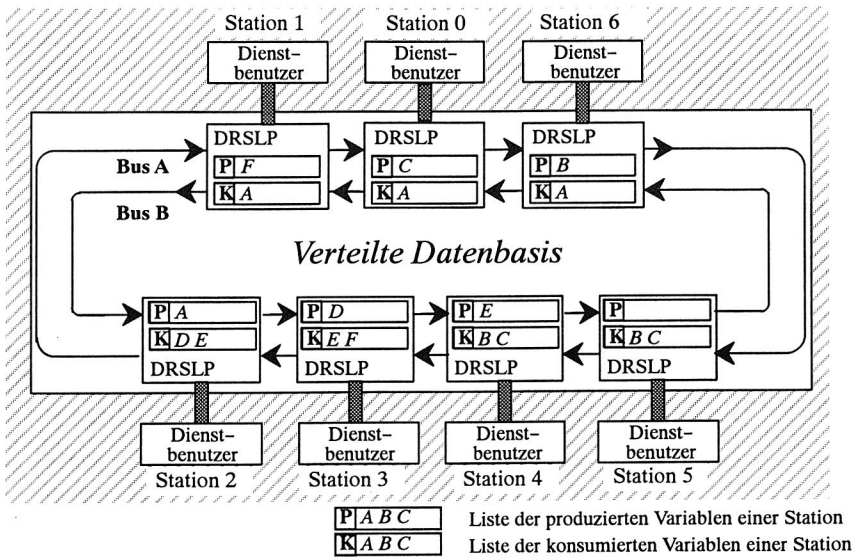 Station 1 Station 0 Station 6
Dienst–benutzer Dienst–benutzer Dienst–benutzer
DRSLP DRSLP DRSLP
Bus A
P F P C P B
K A K A K A
Bus B
Verteilte Datenbasis
P A P D P E P
K D E K E F K B C K B C
DRSLP DRSLP DRSLP DRSLP
Dienst–benutzer Dienst–benutzer Dienst–benutzer Dienst–benutzer
Station 2 Station 3 Station 4 Station 5
P A B C Liste der produzierten Variablen einer Station
K A B C Liste der konsumierten Variablen einer Station